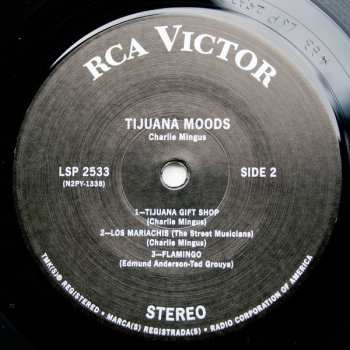 RCA VICTOR
TIJUANA MOODS
Charlie Mingus
LSP 2533
(N2PY-1338)
SIDE 2
1—TIJUANA GIFT SHOP
(Charlie Mingus)
2—LOS MARIACHIS (The Street Musicians)
(Charlie Mingus)
3—FLAMINGO
(Edmund Anderson-Ted Grouya)
STEREO
TMK(S)® REGISTERED • MARCA(S) REGISTRADA(S) • RADIO CORPORATION OF AMERICA